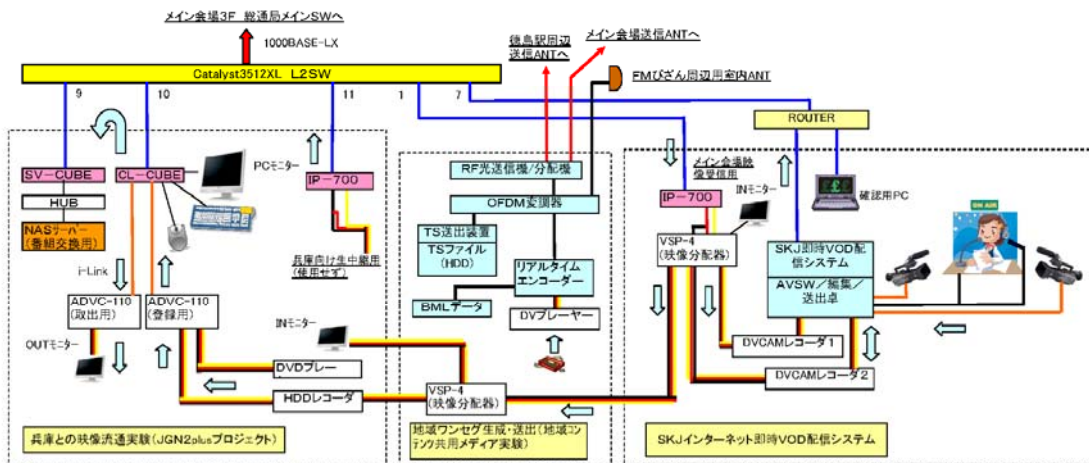 メイン会場3F 総通局メインSWへ
1000BASE-LX
Catalyst3512XL L2SW
9
10
11
1
7
徳島駅周辺
送信ANTへ
メイン会場送信ANTへ
FMびざん周辺用室内ANT
ROUTER
SV-CUBE
HUB
NASサーバー
(番組交換用)
CL-CUBE
PCモニター
IP-700
兵庫向け生中継用
(使用せず)
i-Link
ADVC-110
(取出用)
ADVC-110
(登録用)
OUTモニター
INモニター
DVDプレー
HDDレコーダ
兵庫との映像流通実験(JGN2plusプロジェクト)
RF光送信機/分配機
OFDM変調器
TS送出装置
TSファイル
(HDD)
リアルタイム
エンコーダー
BMLデータ
DVプレーヤー
VSP-4
(映像分配器)
地域ワンセグ生成・送出(地域コン
テンツ共用メディア実験)
メイン会場映
像受信用
IP-700
INモニター
VSP-4
(映像分配器)
確認用PC
ON AIR
SKJ即時VOD配
信システム
AVSW/編集/
送出卓
DVCAMレコーダ1
DVCAMレコーダ2
SKJインターネット即時VOD配信システム